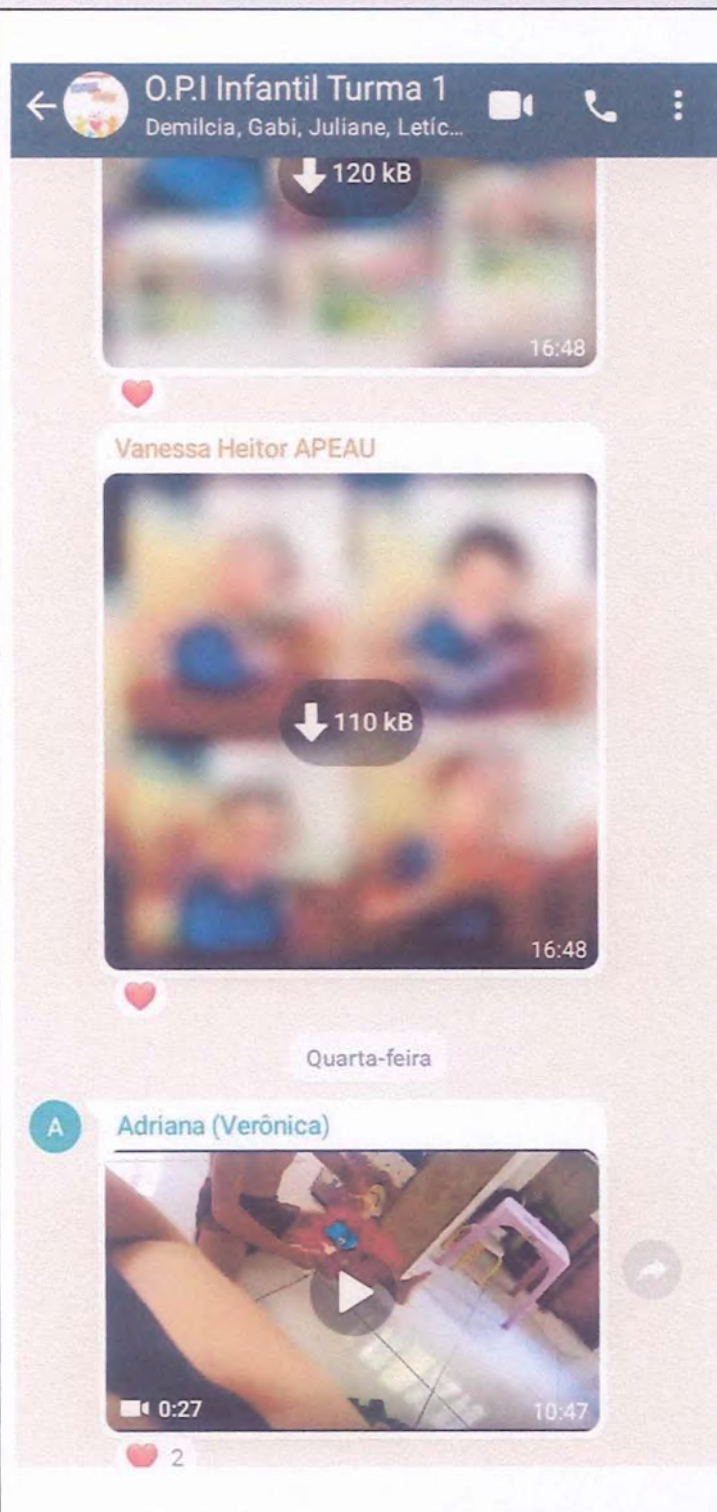 O.P.I Infantil Turma 1
Demilcia, Gabi, Juliane, Letíc...
120 kB
16:48
Vanessa Heitor APEAU
110 kB
16:48
Quarta-feira
A
Adriana (Verônica)
0:27
10:47
2